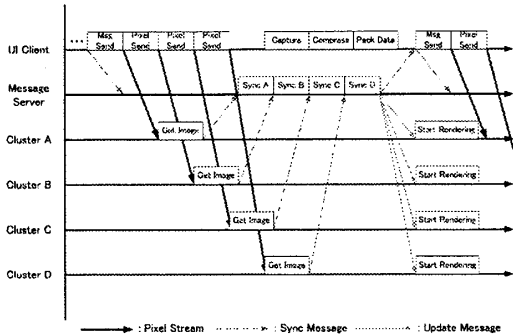 ... Msg Send Pixel Send Pixel Send Pixel Send Capture Compress Pack Data Msg Send Pixel Send
UI Client
Message Server Sync A Sync B Sync C Sync D
Cluster A Get Image Start Rendering
Cluster B Get Image Start Rendering
Cluster C Get Image Start Rendering
Cluster D Get Image Start Rendering
: Pixel Stream : Sync Message : Update Message